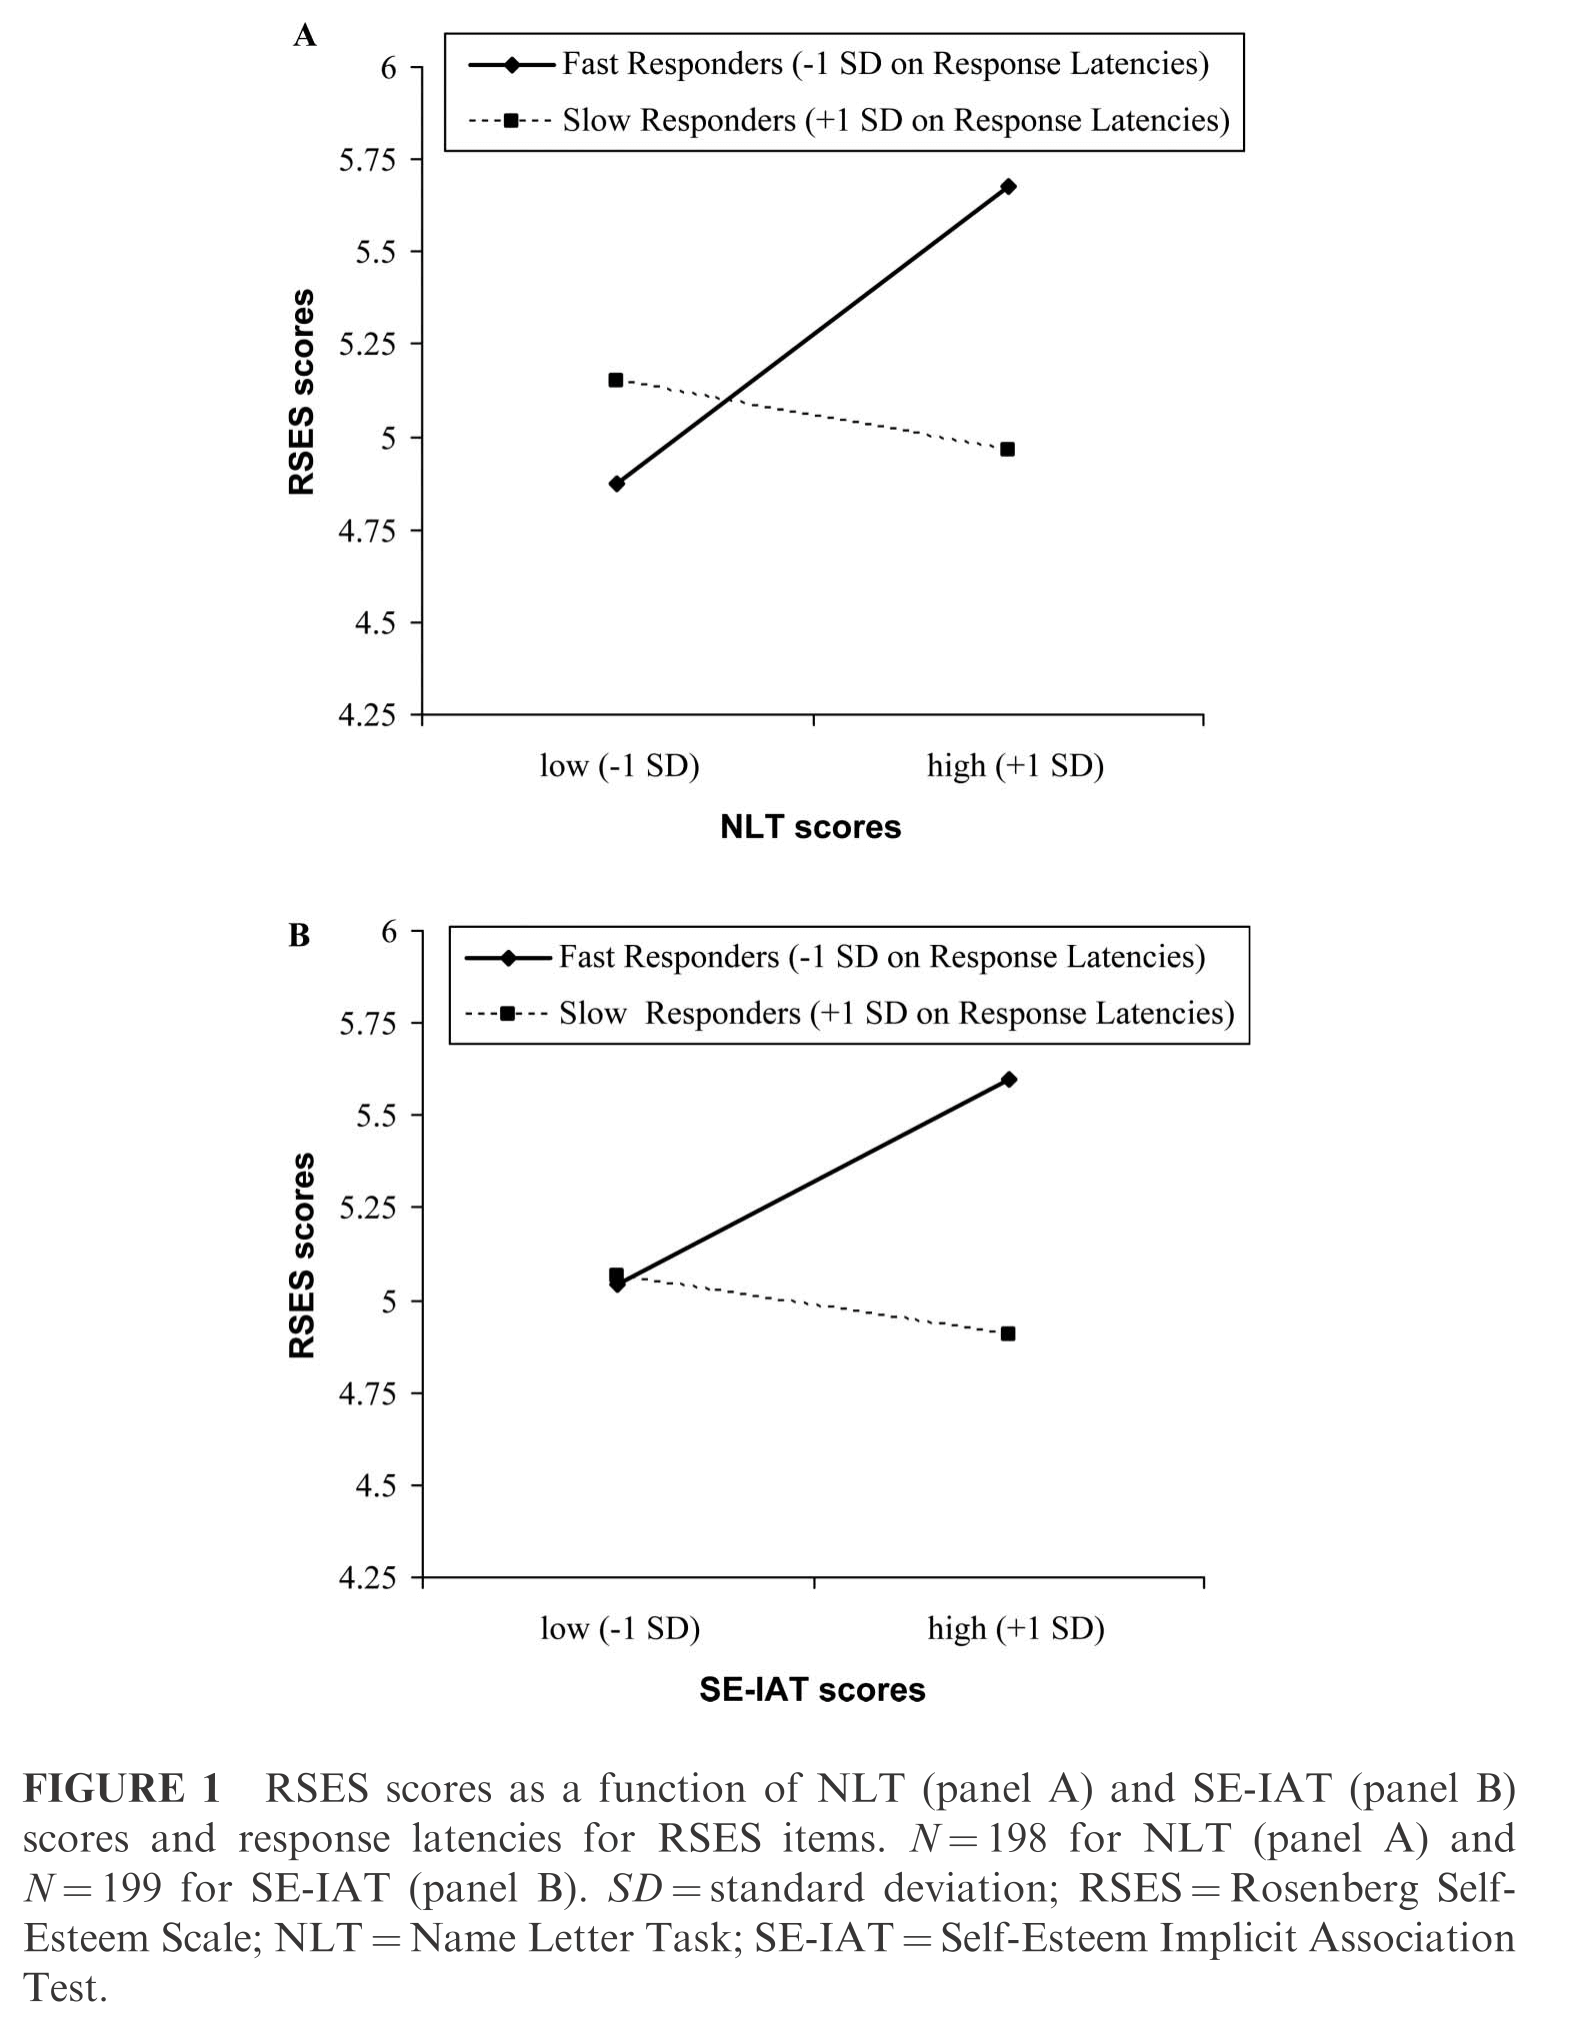 A
Fast Responders (-1 SD on Response Latencies)
Slow Responders (+1 SD on Response Latencies)
6
5.75
5.5
5.25
5
4.75
4.5
4.25
RSES scores
low (-1 SD)
high (+1 SD)
NLT scores
B
Fast Responders (-1 SD on Response Latencies)
Slow Responders (+1 SD on Response Latencies)
6
5.75
5.5
5.25
5
4.75
4.5
4.25
RSES scores
low (-1 SD)
high (+1 SD)
SE-IAT scores
FIGURE 1 RSES scores as a function of NLT (panel A) and SE-IAT (panel B)
scores and response latencies for RSES items. N = 198 for NLT (panel A) and
N = 199 for SE-IAT (panel B). SD = standard deviation; RSES = Rosenberg Self-
Esteem Scale; NLT = Name Letter Task; SE-IAT = Self-Esteem Implicit Association
Test.